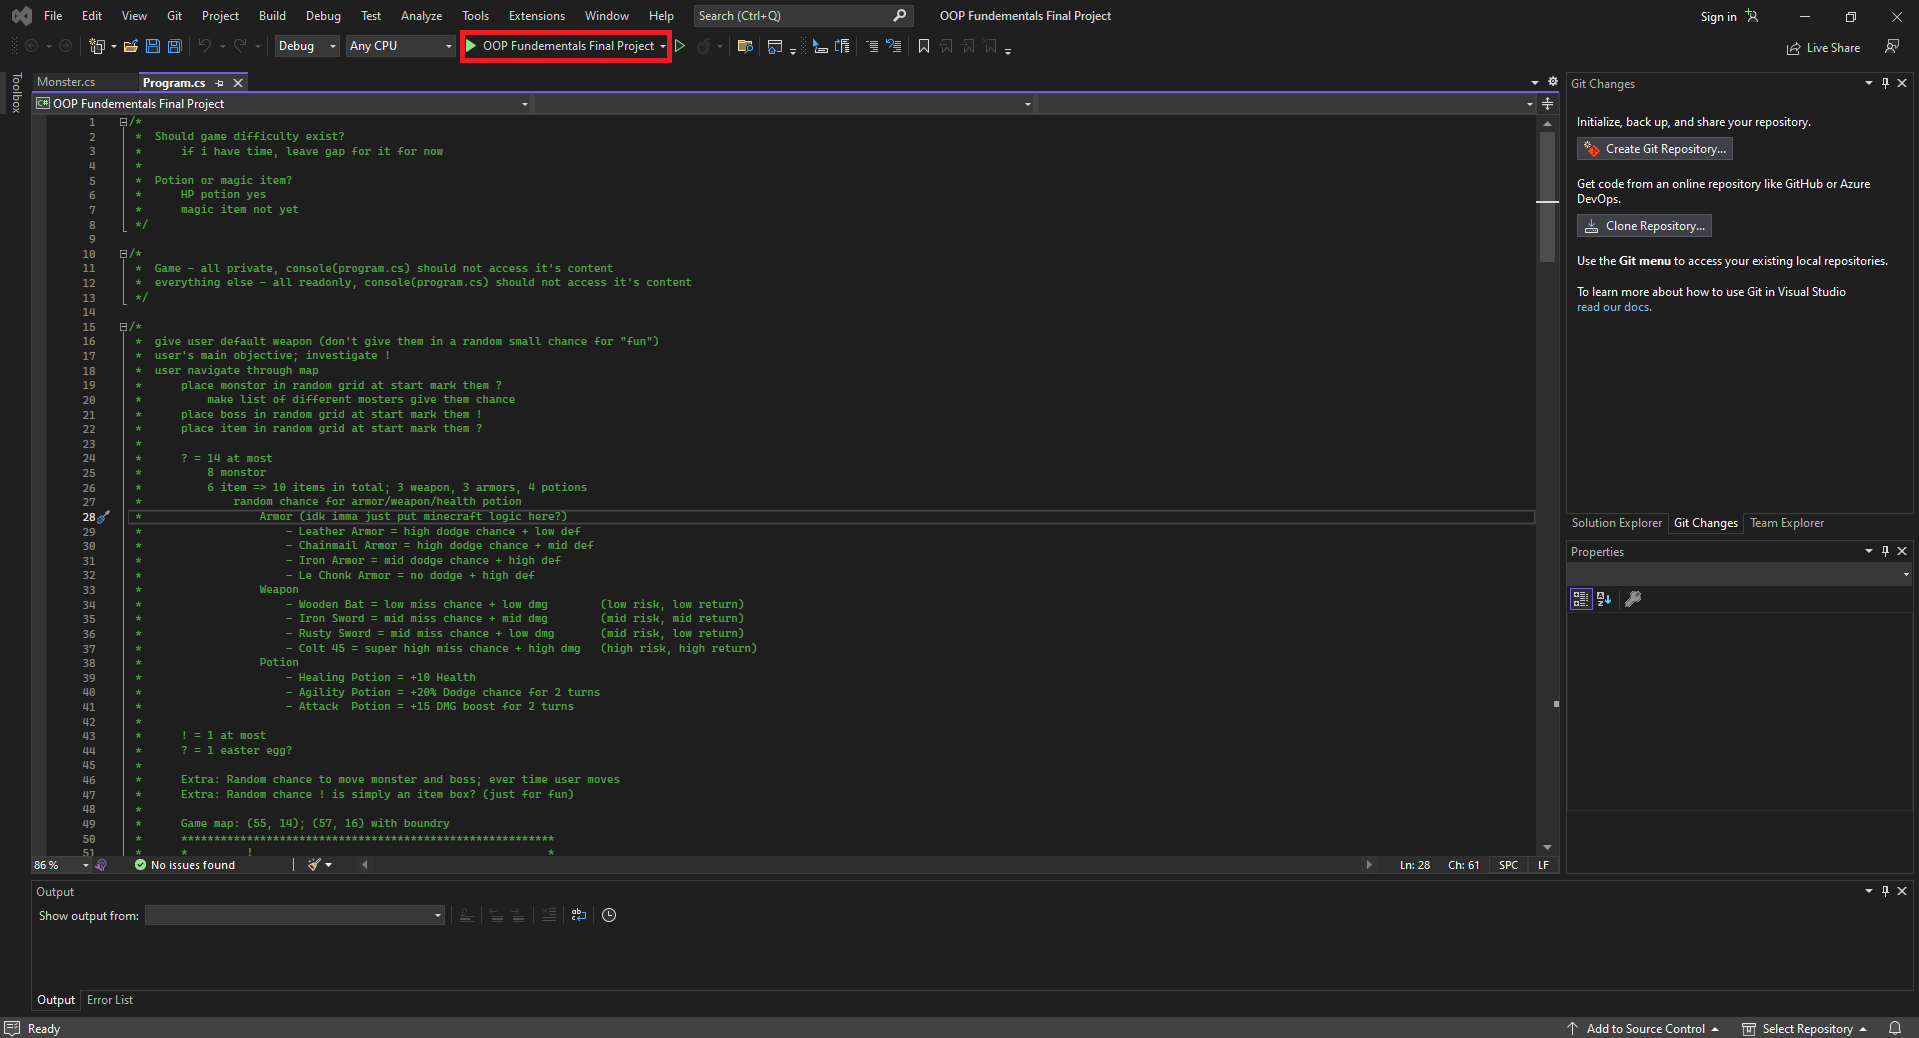 File Edit View Git Project Build Debug Test Analyze Tools Extensions Window Help Search (Ctrl+Q) OOP Fundementals Final Project Sign in
Debug Any CPU OOP Fundementals Final Project Live Share
Toolbox
Monster.cs Program.cs
OOP Fundementals Final Project
1 /*
2 * Should game difficulty exist?
3 * if i have time, leave gap for it for now
4 *
5 * Potion or magic item?
6 * HP potion yes
7 * magic item not yet
8 */
9
10 /*
11 * Game - all private, console(program.cs) should not access it's content
12 * everything else - all readonly, console(program.cs) should not access it's content
13 */
14
15 /*
16 * give user default weapon (don't give them in a random small chance for "fun")
17 * user's main objective; investigate !
18 * user navigate through map
19 * place monstor in random grid at start mark them ?
20 * make list of different mosters give them chance
21 * place boss in random grid at start mark them !
22 * place item in random grid at start mark them ?
23 *
24 * ? = 14 at most
25 * 8 monstor
26 * 6 item => 10 items in total; 3 weapon, 3 armors, 4 potions
27 * random chance for armor/weapon/health potion
28 * Armor (idk imma just put minecraft logic here?)
29 * - Leather Armor = high dodge chance + low def
30 * - Chainmail Armor = high dodge chance + mid def
31 * - Iron Armor = mid dodge chance + high def
32 * - Le Chonk Armor = no dodge + high def
33 * Weapon
34 * - Wooden Bat = low miss chance + low dmg (low risk, low return)
35 * - Iron Sword = mid miss chance + mid dmg (mid risk, mid return)
36 * - Rusty Sword = mid miss chance + low dmg (mid risk, low return)
37 * - Colt 45 = super high miss chance + high dmg (high risk, high return)
38 * Potion
39 * - Healing Potion = +10 Health
40 * - Agility Potion = +20% Dodge chance for 2 turns
41 * - Attack Potion = +15 DMG boost for 2 turns
42 *
43 * ! = 1 at most
44 * ? = 1 easter egg?
45 *
46 * Extra: Random chance to move monster and boss; ever time user moves
47 * Extra: Random chance ! is simply an item box? (just for fun)
48 *
49 * Game map: (55, 14); (57, 16) with boundry
50 * *********************************************************
51 * * ! *
86 % No issues found Ln: 28 Ch: 61 SPC LF
Git Changes
Initialize, back up, and share your repository.
Create Git Repository...
Get code from an online repository like GitHub or Azure
DevOps.
Clone Repository...
Use the Git menu to access your existing local repositories.
To learn more about how to use Git in Visual Studio
read our docs.
Solution Explorer Git Changes Team Explorer
Properties
Output
Show output from:
Output Error List
Ready Add to Source Control Select Repository